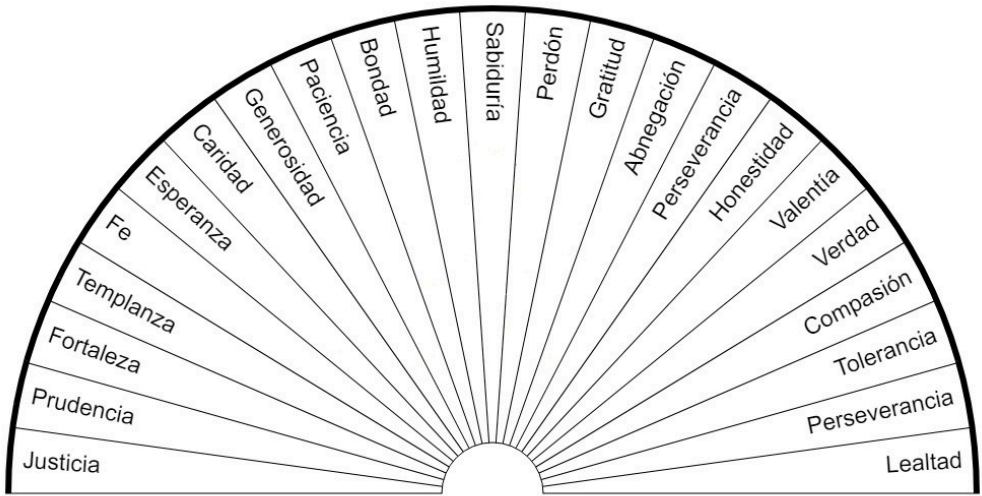 Justicia
Prudencia
Fortaleza
Templanza
Fe
Esperanza
Caridad
Generosidad
Paciencia
Bondad
Humildad
Sabiduría
Perdón
Gratitud
Abnegación
Perseverancia
Honestidad
Valentía
Verdad
Compasión
Tolerancia
Perseverancia
Lealtad